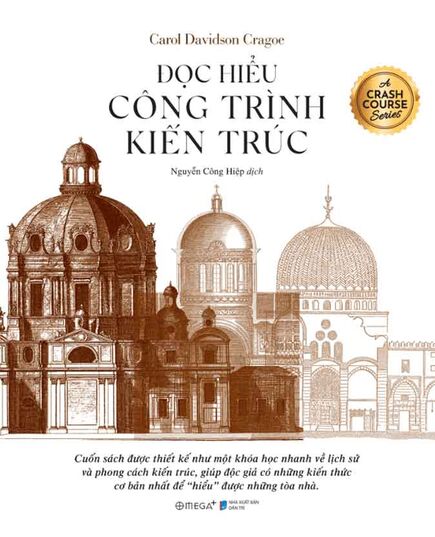 Carol Davidson Cragoe
ĐỌC HIỂU
CÔNG TRÌNH
KIẾN TRÚC
Nguyễn Công Hiệp dịch
A
CRASH
COURSE
Series
Cuốn sách được thiết kế như một khóa học nhanh về lịch sử
và phong cách kiến trúc, giúp độc giả có những kiến thức
cơ bản nhất để “hiểu” được những tòa nhà.
OMEGA+
NHÀ XUẤT BẢN
DÂN TRÍ